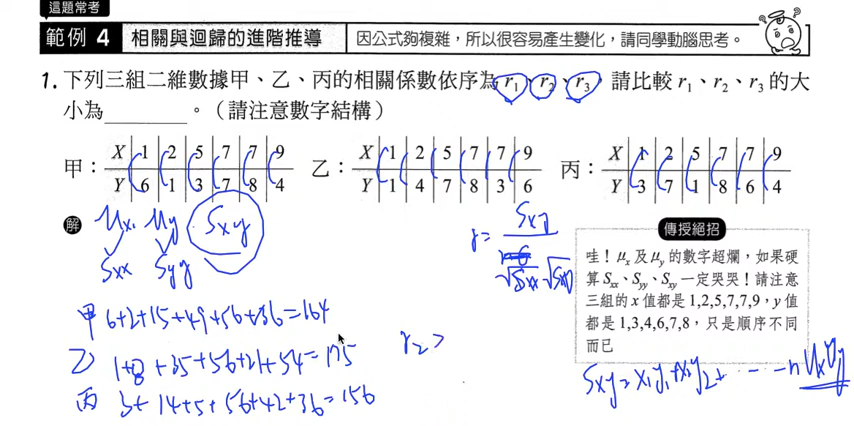 這題常考
範例 4 相關與迴歸的進階推導 因公式夠複雜，所以很容易產生變化，請同學動腦思考。
1. 下列三組二維數據甲、乙、丙的相關係數依序為 r₁、r₂、r₃，請比較 r₁、r₂、r₃ 的大
小為________。（請注意數字結構）
甲： X 1 2 5 7 7 9
Y 6 1 3 7 8 4
乙： X 1 2 5 7 7 9
Y 1 4 7 8 3 6
丙： X 1 2 5 7 7 9
Y 3 7 1 8 6 4
解
μx, μy Sxy
Sxx Syy
甲 6+2+15+49+56+36=164
乙 1+8+35+56+21+54=175
丙 3+14+5+56+42+36=156
r₂ >
r = Sxy
√Sxx √Syy
傳授絕招
哇！μx 及 μy 的數字超爛，如果硬
算 Sxx、Syy、Sxy 一定哭哭！請注意
三組的 x 值都是 1,2,5,7,7,9，y 值
都是 1,3,4,6,7,8，只是順序不同
而已
Sxy = x₁y₁+x₂y₂+ ⋯ -n μxμy